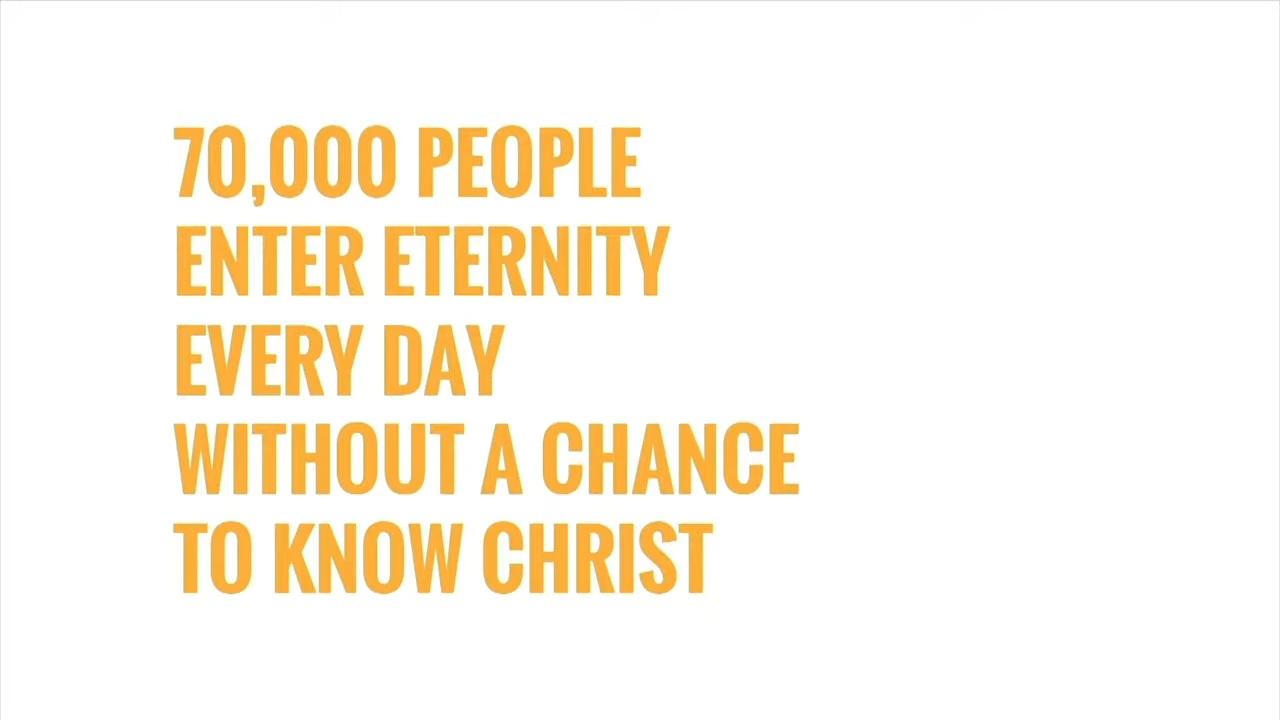 70,000 PEOPLE
ENTER ETERNITY
EVERY DAY
WITHOUT A CHANCE
TO KNOW CHRIST